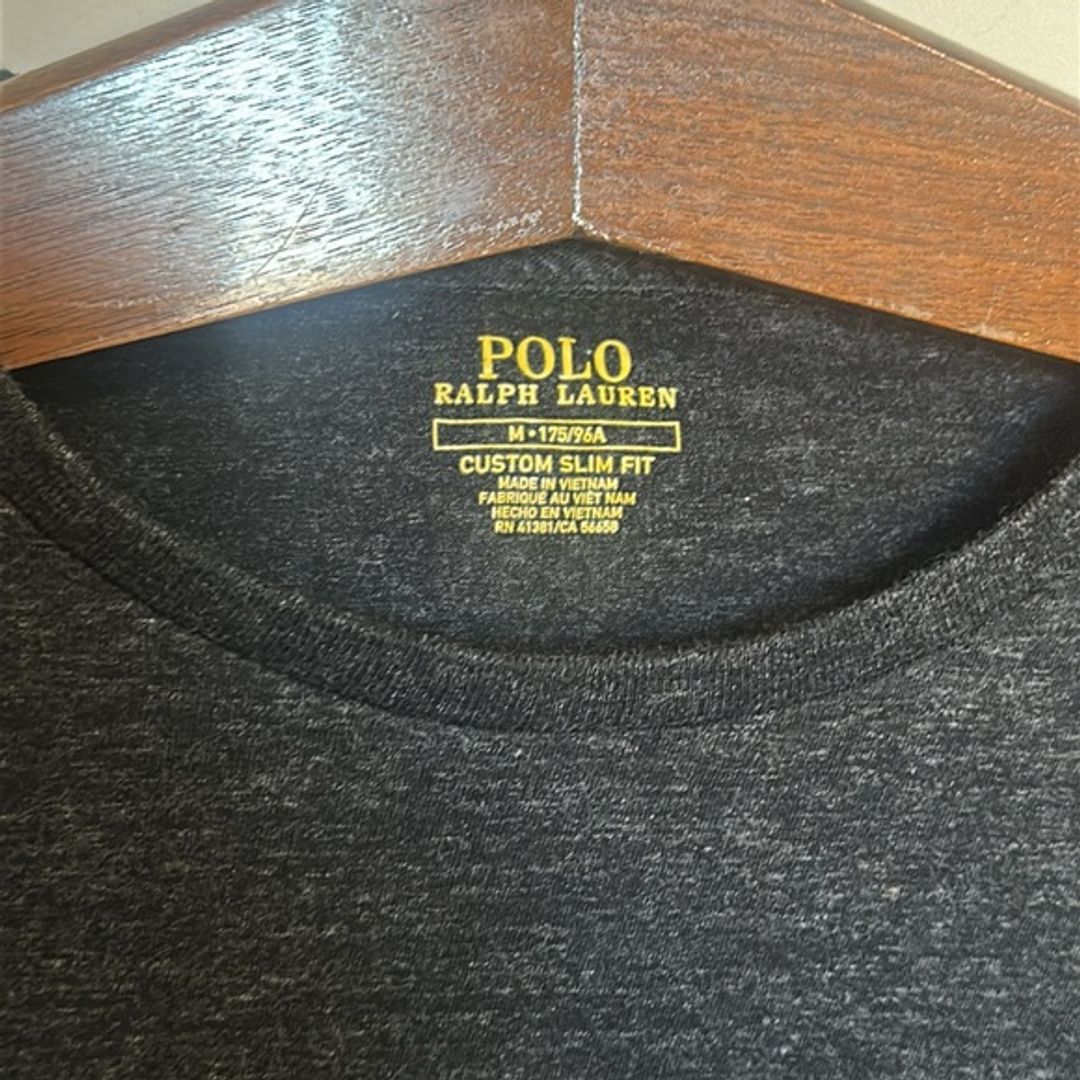 POLO
RALPH LAUREN
M•175/96A
CUSTOM SLIM FIT
MADE IN VIETNAM
FABRIQUÉ AU VIÊT NAM
HECHO EN VIETNAM
RN 41381/CA 56658